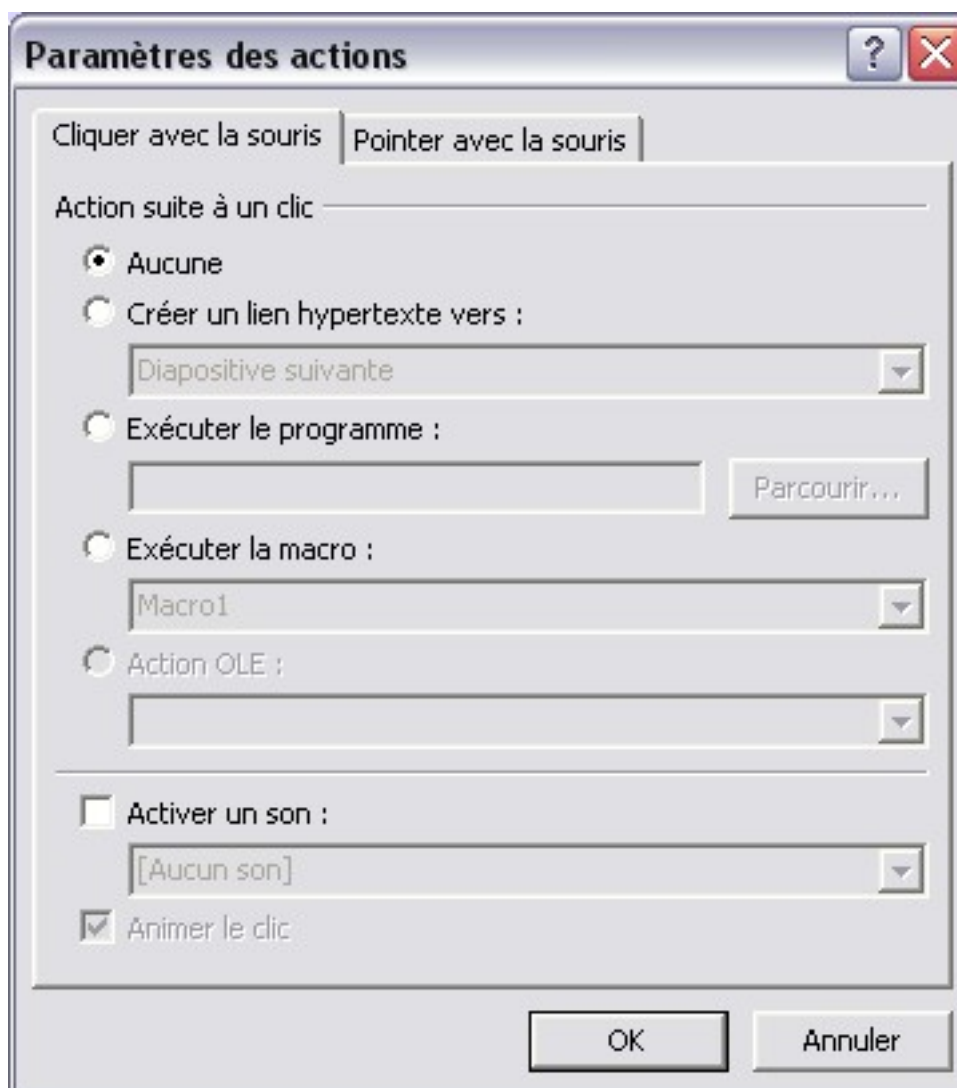 Paramètres des actions
?
Cliquer avec la souris
Pointer avec la souris
Action suite à un clic
Aucune
Créer un lien hypertexte vers :
Diapositive suivante
Exécuter le programme :
Parcourir...
Exécuter la macro :
Macro1
Action OLE :
Activer un son :
[Aucun son]
Animer le clic
OK
Annuler